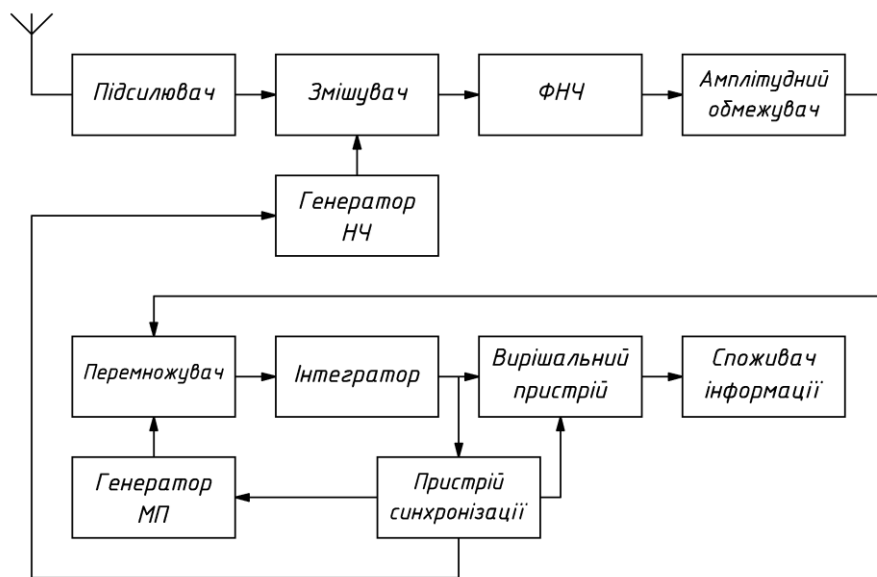 Підсилювач
Змішувач
ФНЧ
Амплітудний
обмежувач
Генератор
НЧ
Перемножувач
Інтегратор
Вирішальний
пристрій
Споживач
інформації
Генератор
МП
Пристрій
синхронізації